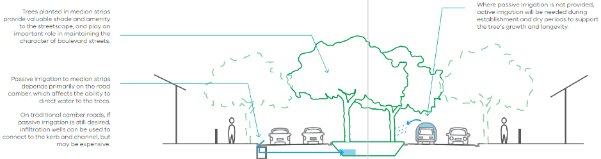 Trees planted in median strips
provide valuable shade and amenity
to the streetscape, and play an
important role in maintaining the
character of boulevard streets.
Passive irrigation to median strips
depends primarily on the road
camber, which affects the ability to
direct water to the trees.
On traditional camber roads, if
passive irrigation is still desired,
infiltration wells can be used to
connect to the kerb and channel, but
may be expensive.
Where passive irrigation is not provided,
active irrigation will be needed during
establishment and dry periods to support
the tree's growth and longevity.